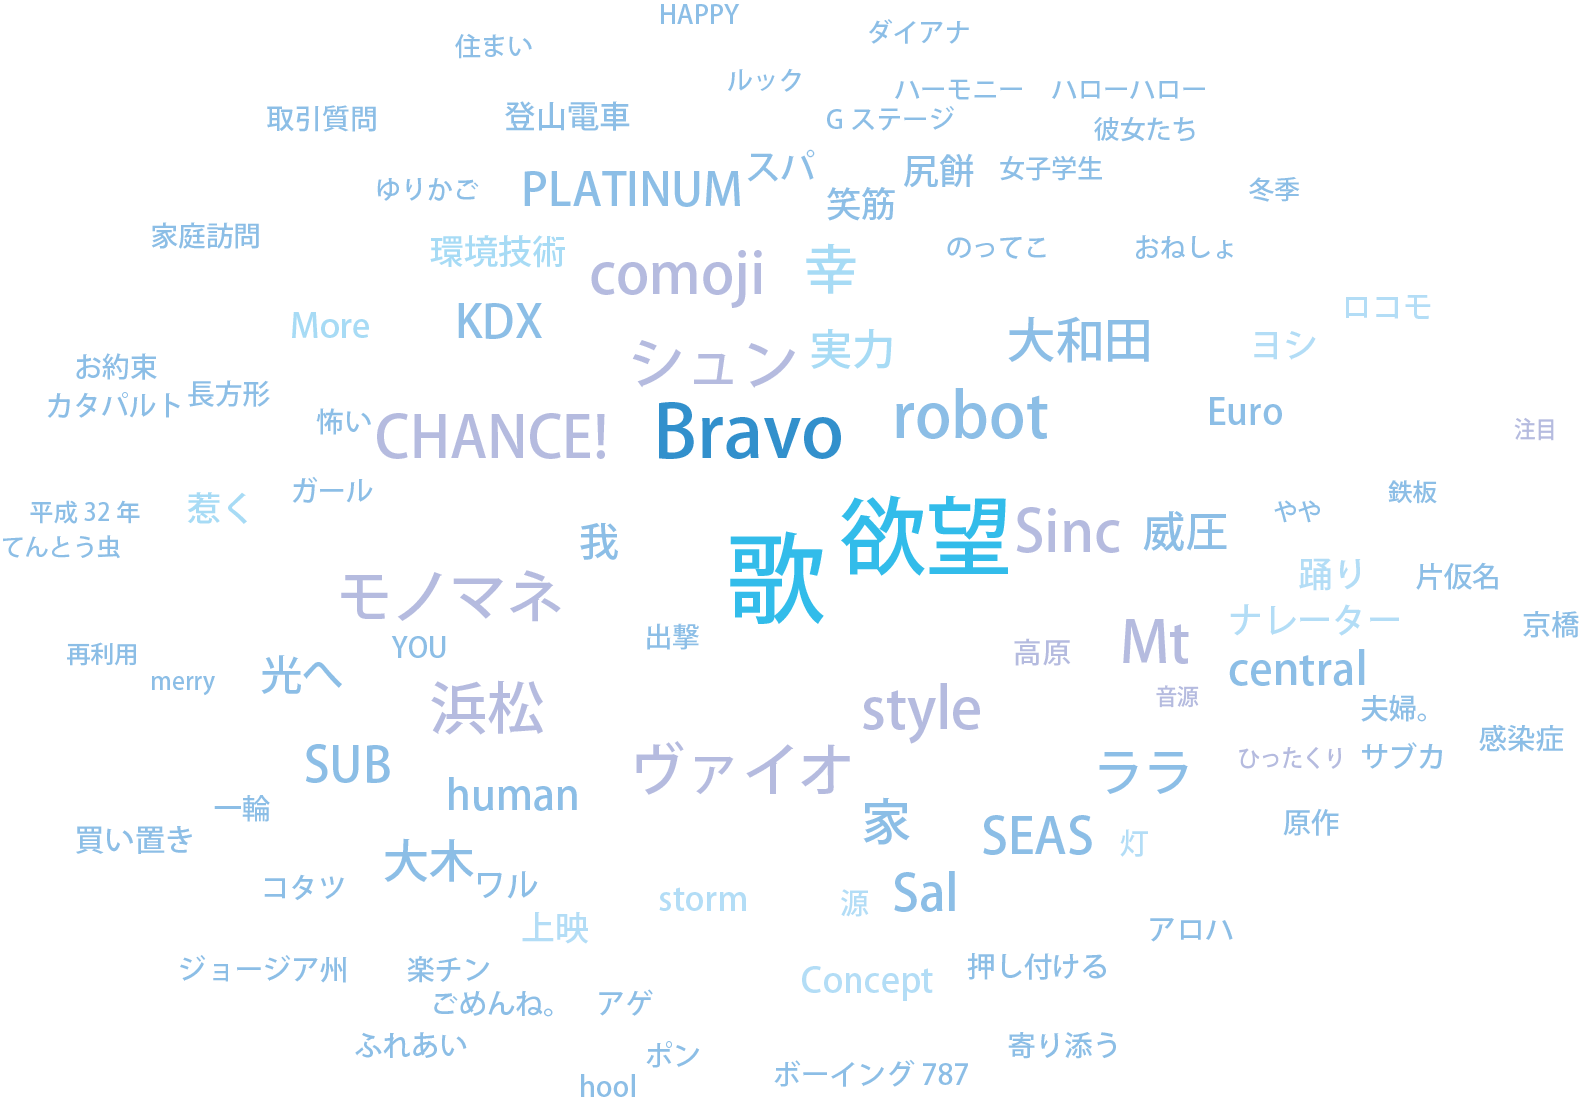 HAPPY
ダイアナ
住まい
ルック
ハーモニー
ハローハロー
取引質問
登山電車
G ステージ
彼女たち
スパ
尻餅
女子学生
ゆりかご
PLATINUM
笑筋
冬季
家庭訪問
環境技術
のってこ
おねしょ
comoji
幸
More
KDX
ロコモ
シュン
実力
大和田
ヨシ
お約束
カタパルト
長方形
怖い
CHANCE!
Bravo
robot
Euro
注目
ガール
惹く
平成 32 年
てんとう虫
我
歌
欲望
Sinc
威圧
やや
鉄板
モノマネ
踊り
片仮名
ナレーター
京橋
YOU
出撃
高原
Mt
再利用
merry
光へ
central
浜松
style
音源
夫婦。
SUB
ヴァイオ
ララ
ひったくり
サブカ
感染症
human
一輪
家
SEAS
灯
原作
買い置き
大木
コタツ
ワル
storm
源
Sal
上映
アロハ
ジョージア州
楽チン
Concept
押し付ける
ごめんね。
アゲ
ふれあい
ポン
寄り添う
hool
ボーイング 787